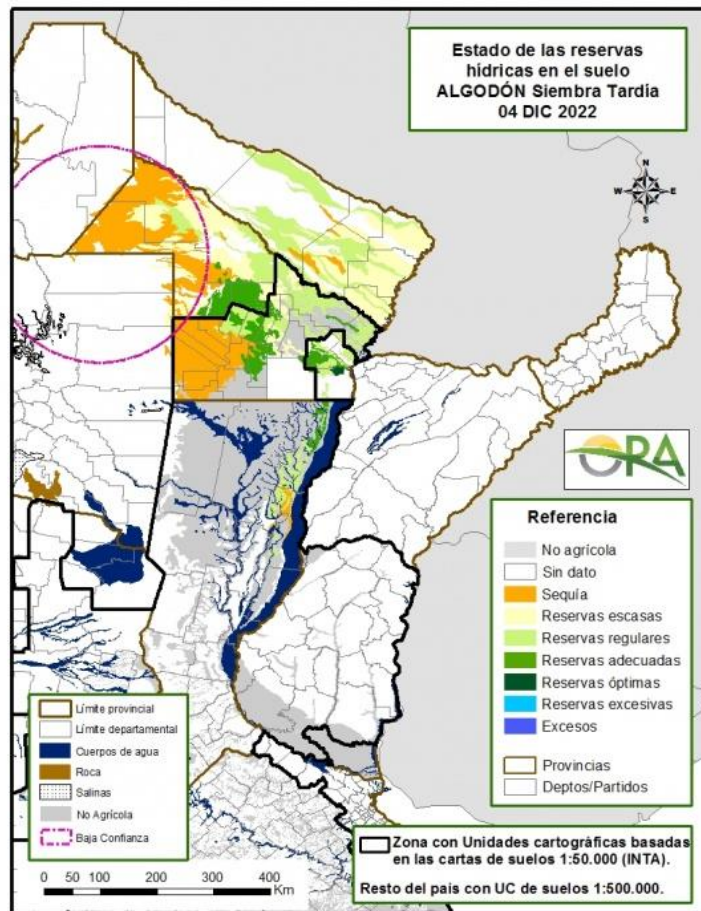 Estado de las reservas
hídricas en el suelo
ALGODÓN Siembra Tardía
04 DIC 2022
N
W
E
S
ORA
Referencia
No agrícola
Sin dato
Sequía
Reservas escasas
Reservas regulares
Reservas adecuadas
Reservas óptimas
Reservas excesivas
Excesos
Provincias
Deptos/Partidos
Límite provincial
Límite departamental
Cuerpos de agua
Roca
Salinas
No Agrícola
Baja Confianza
Zona con Unidades cartográficas basadas
en las cartas de suelos 1:50.000 (INTA).
Resto del país con UC de suelos 1:500.000.
0 100 200 300 400
Km